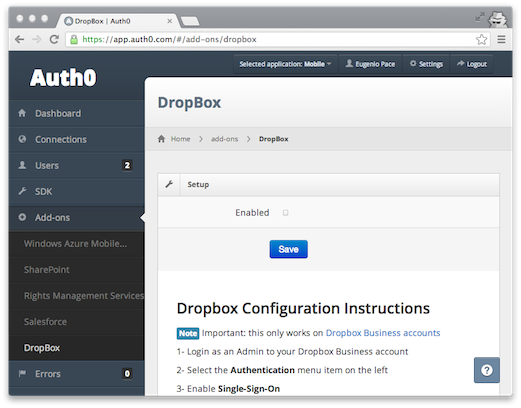 DropBox | Auth0
https://app.auth0.com/#/add-ons/dropbox
Auth0
Selected application: Mobile
Eugenio Pace
Settings
Logout
Dashboard
Connections
Users 2
SDK
Add-ons
Windows Azure Mobile...
SharePoint
Rights Management Services
Salesforce
DropBox
Errors 0
DropBox
Home > add-ons > DropBox
Setup
Enabled
Save
Dropbox Configuration Instructions
Note Important: this only works on Dropbox Business accounts
1- Login as an Admin to your Dropbox Business account
2- Select the Authentication menu item on the left
3- Enable Single-Sign-On